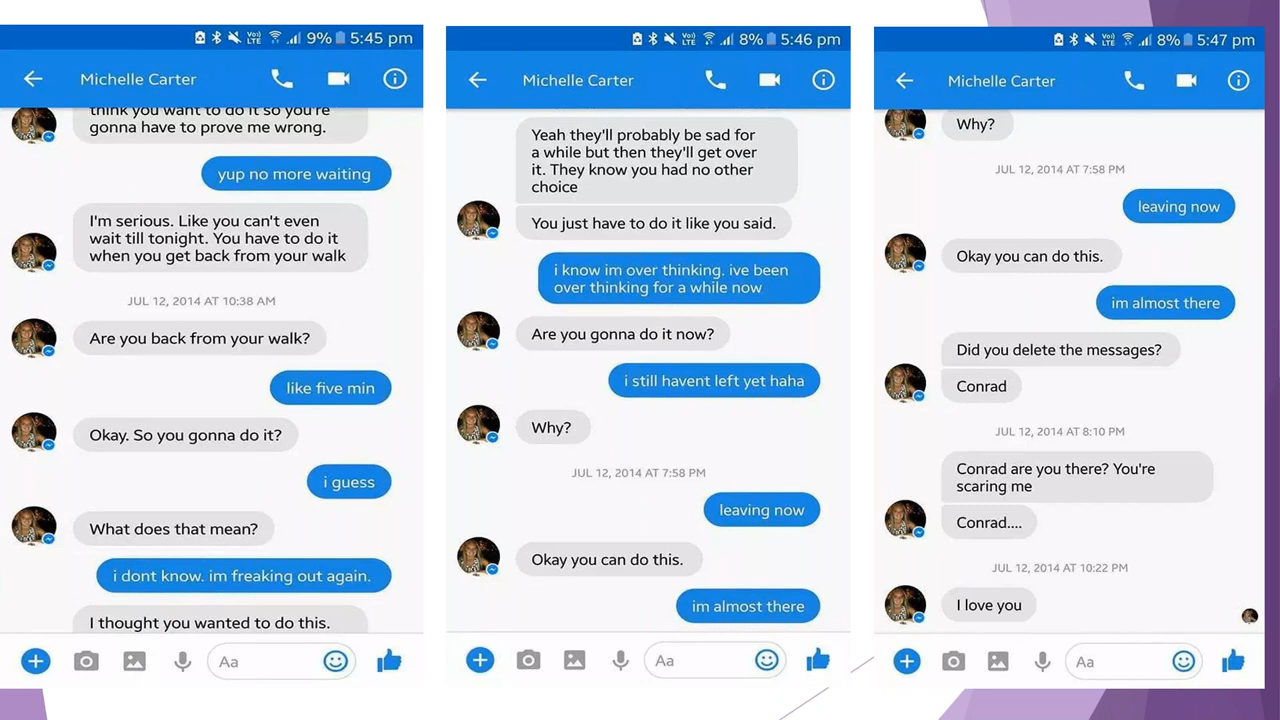 9% 5:45 pm
Michelle Carter
think you want to do it so you're
gonna have to prove me wrong.
yup no more waiting
I'm serious. Like you can't even
wait till tonight. You have to do it
when you get back from your walk
JUL 12, 2014 AT 10:38 AM
Are you back from your walk?
like five min
Okay. So you gonna do it?
i guess
What does that mean?
i dont know. im freaking out again.
I thought you wanted to do this.
Aa
8% 5:46 pm
Michelle Carter
Yeah they'll probably be sad for
a while but then they'll get over
it. They know you had no other
choice
You just have to do it like you said.
i know im over thinking. ive been
over thinking for a while now
Are you gonna do it now?
i still havent left yet haha
Why?
JUL 12, 2014 AT 7:58 PM
leaving now
Okay you can do this.
im almost there
Aa
8% 5:47 pm
Michelle Carter
Why?
JUL 12, 2014 AT 7:58 PM
leaving now
Okay you can do this.
im almost there
Did you delete the messages?
Conrad
JUL 12, 2014 AT 8:10 PM
Conrad are you there? You're
scaring me
Conrad....
JUL 12, 2014 AT 10:22 PM
I love you
Aa